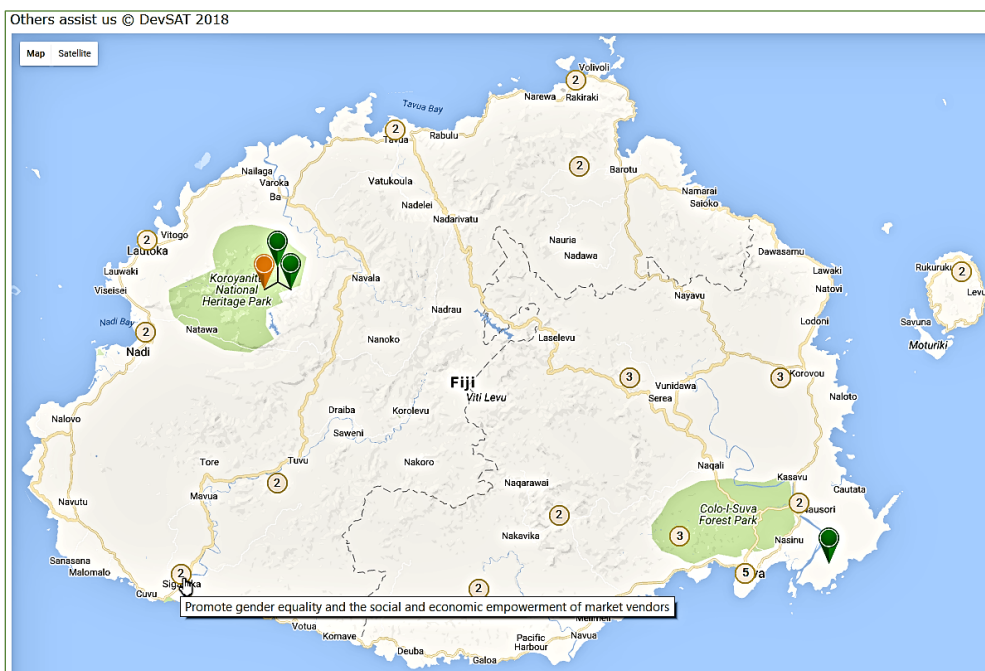 Others assist us © DevSAT 2018
Map Satellite
Volivoli
2
Narewa Rakiraki
Tavua Bay
2
Tavua
Rabulu
2
Barotu
Nailaga
Varoka
Ba
Vatukoula
Nadelei
Nadarivatu
Namarai
Saioko
2
Vitogo
Lautoka
Nauria
Nadawa
Dawasamu
Lauwaki
Viseisei
Koroyanitu
National
Heritage Park
Navala
Lawaki
Natovi
Rukuruku
2
Levu
Nayavu
Nadi Bay
2
Nadi
Natawa
Nadrau
Nanoko
Laselevu
Lodoni
Savuna
Moturiki
Fiji
Viti Levu
3
Vunidawa
Serea
3
Korovou
Naloto
Nalovo
Draiba
Korolevu
Saweni
Tore
Tuvu
2
Mavua
Nakoro
Naqarawai
Naqali
Kasavu
Cautata
Navutu
2
Nakavika
Colo-I-Suva
Forest Park
3
2
Nausori
Nasinu
Sanasana
Malomalo
2
Cuvu
2
5
Promote gender equality and the social and economic empowerment of market vendors
Votua
Komave
Deuba
Galoa
Pacific
Harbour
Navua